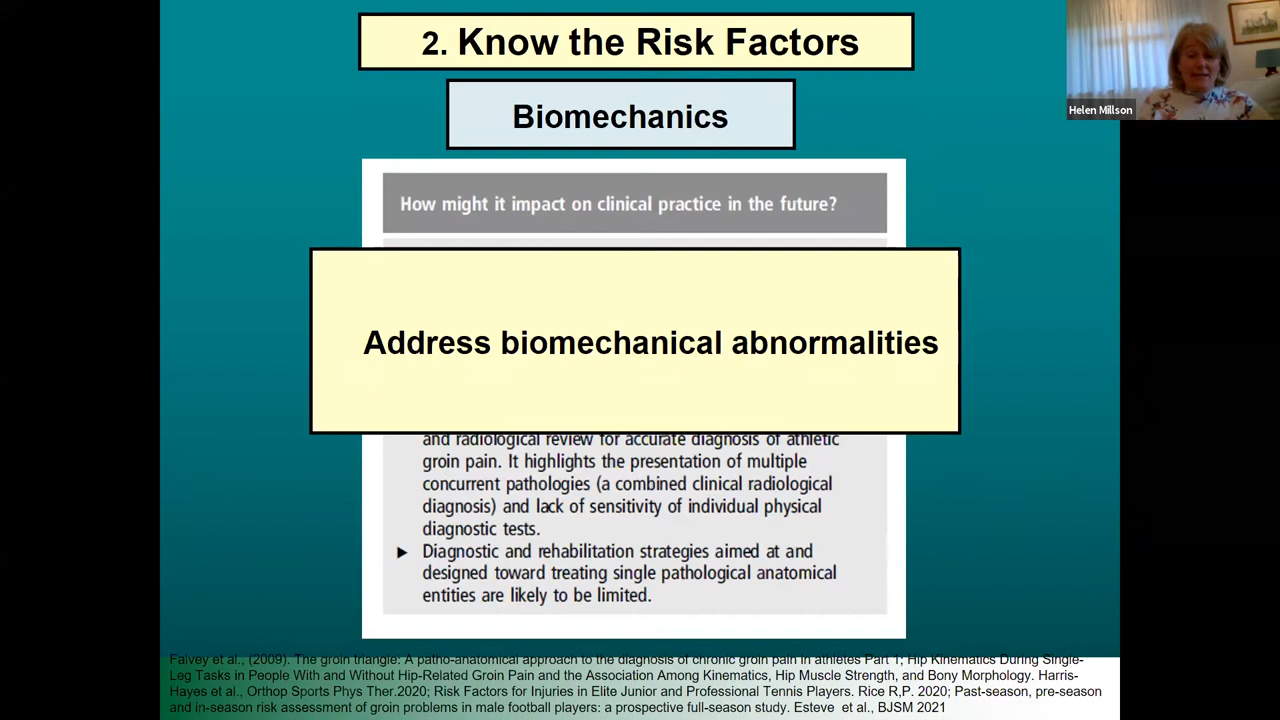 2. Know the Risk Factors
Helen Millson
Biomechanics
How might it impact on clinical practice in the future?
Address biomechanical abnormalities
and radiological review for accurate diagnosis of athletic
groin pain. It highlights the presentation of multiple
concurrent pathologies (a combined clinical radiological
diagnosis) and lack of sensitivity of individual physical
diagnostic tests.
► Diagnostic and rehabilitation strategies aimed at and
designed toward treating single pathological anatomical
entities are likely to be limited.
Falvey et al., (2009). The groin triangle: A patho-anatomical approach to the diagnosis of chronic groin pain in athletes Part 1; Hip Kinematics During Single-
Leg Tasks in People With and Without Hip-Related Groin Pain and the Association Among Kinematics, Hip Muscle Strength, and Bony Morphology. Harris-
Hayes et al., Orthop Sports Phys Ther.2020; Risk Factors for Injuries in Elite Junior and Professional Tennis Players. Rice R,P. 2020; Past-season, pre-season
and in-season risk assessment of groin problems in male football players: a prospective full-season study. Esteve et al., BJSM 2021